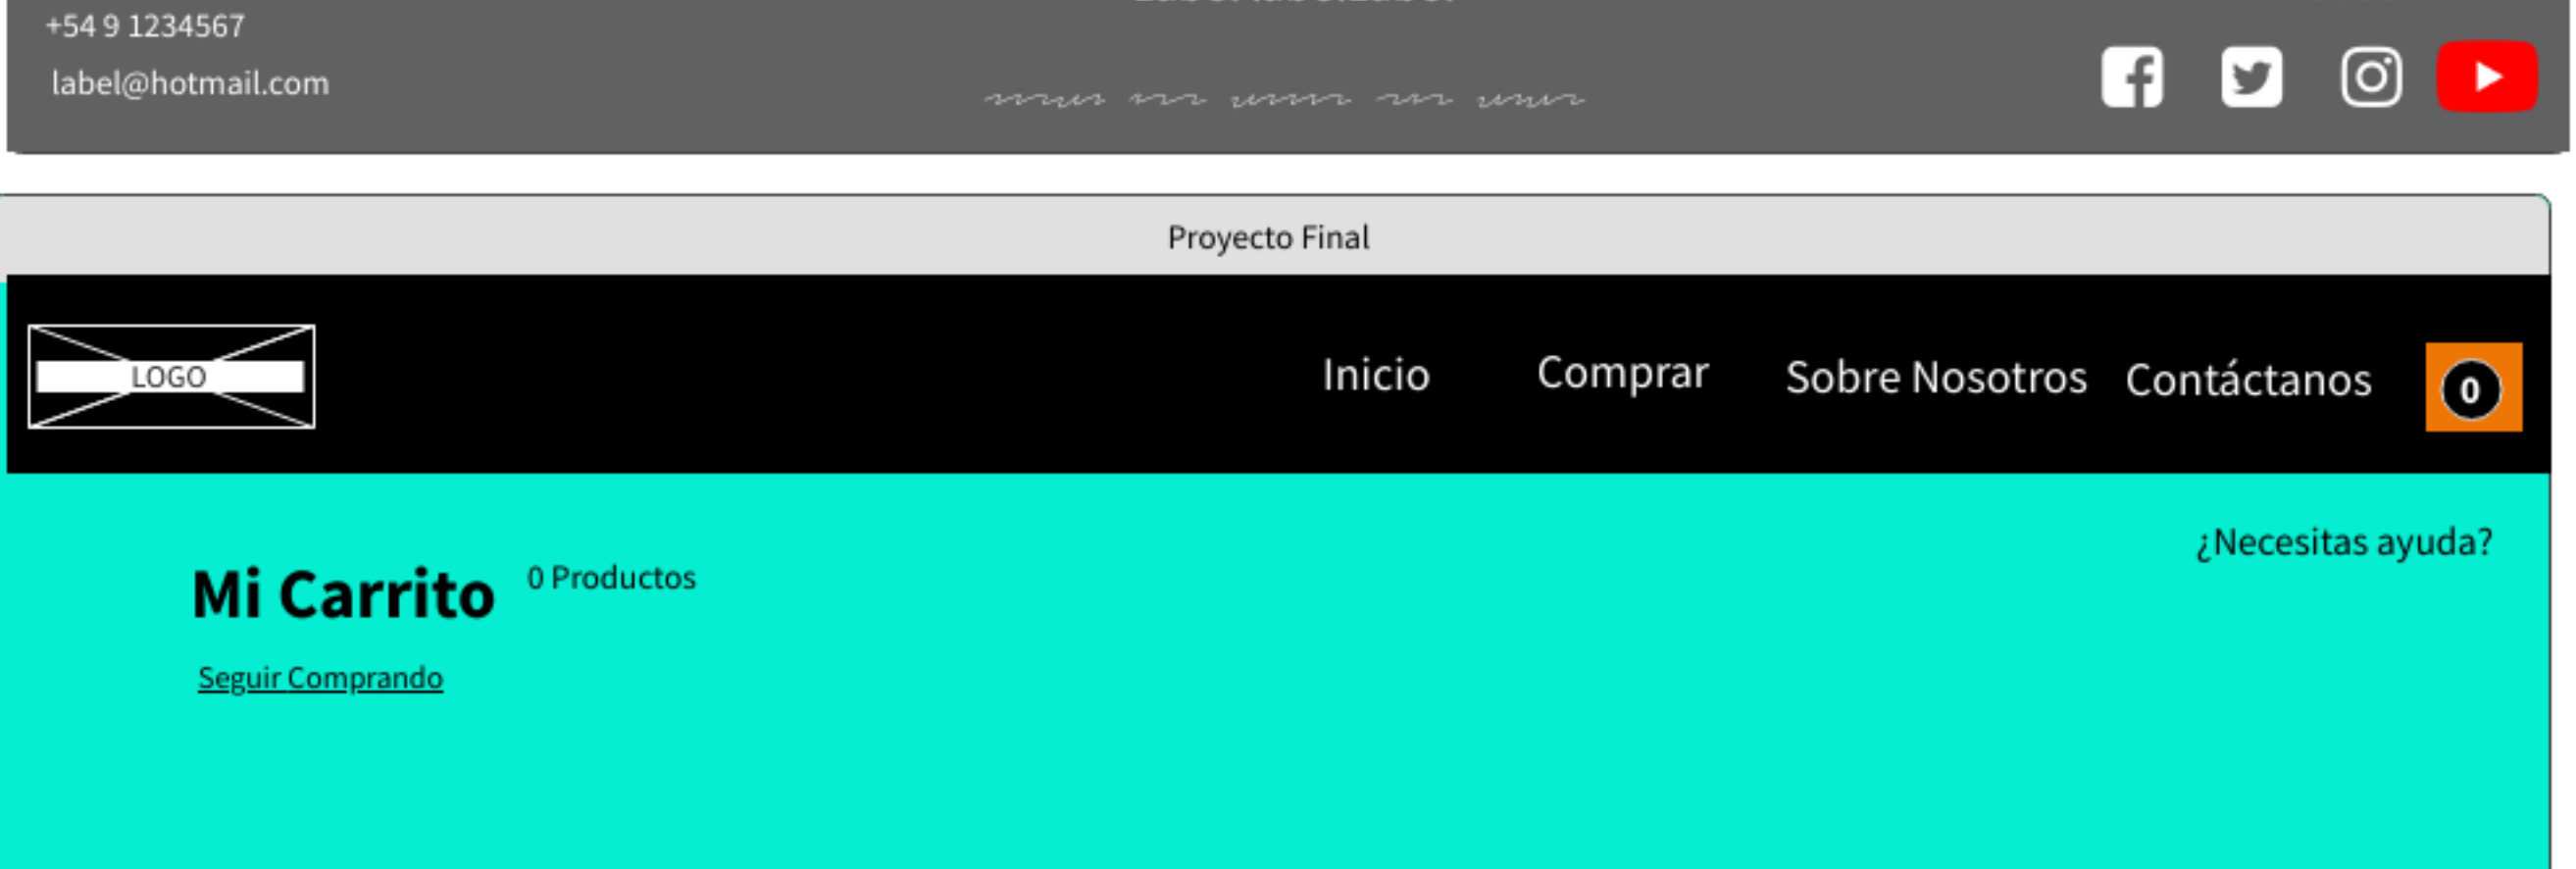 +54 9 1234567
label@hotmail.com
Proyecto Final
LOGO
Inicio
Comprar
Sobre Nosotros
Contáctanos
0
¿Necesitas ayuda?
Mi Carrito
0 Productos
Seguir Comprando